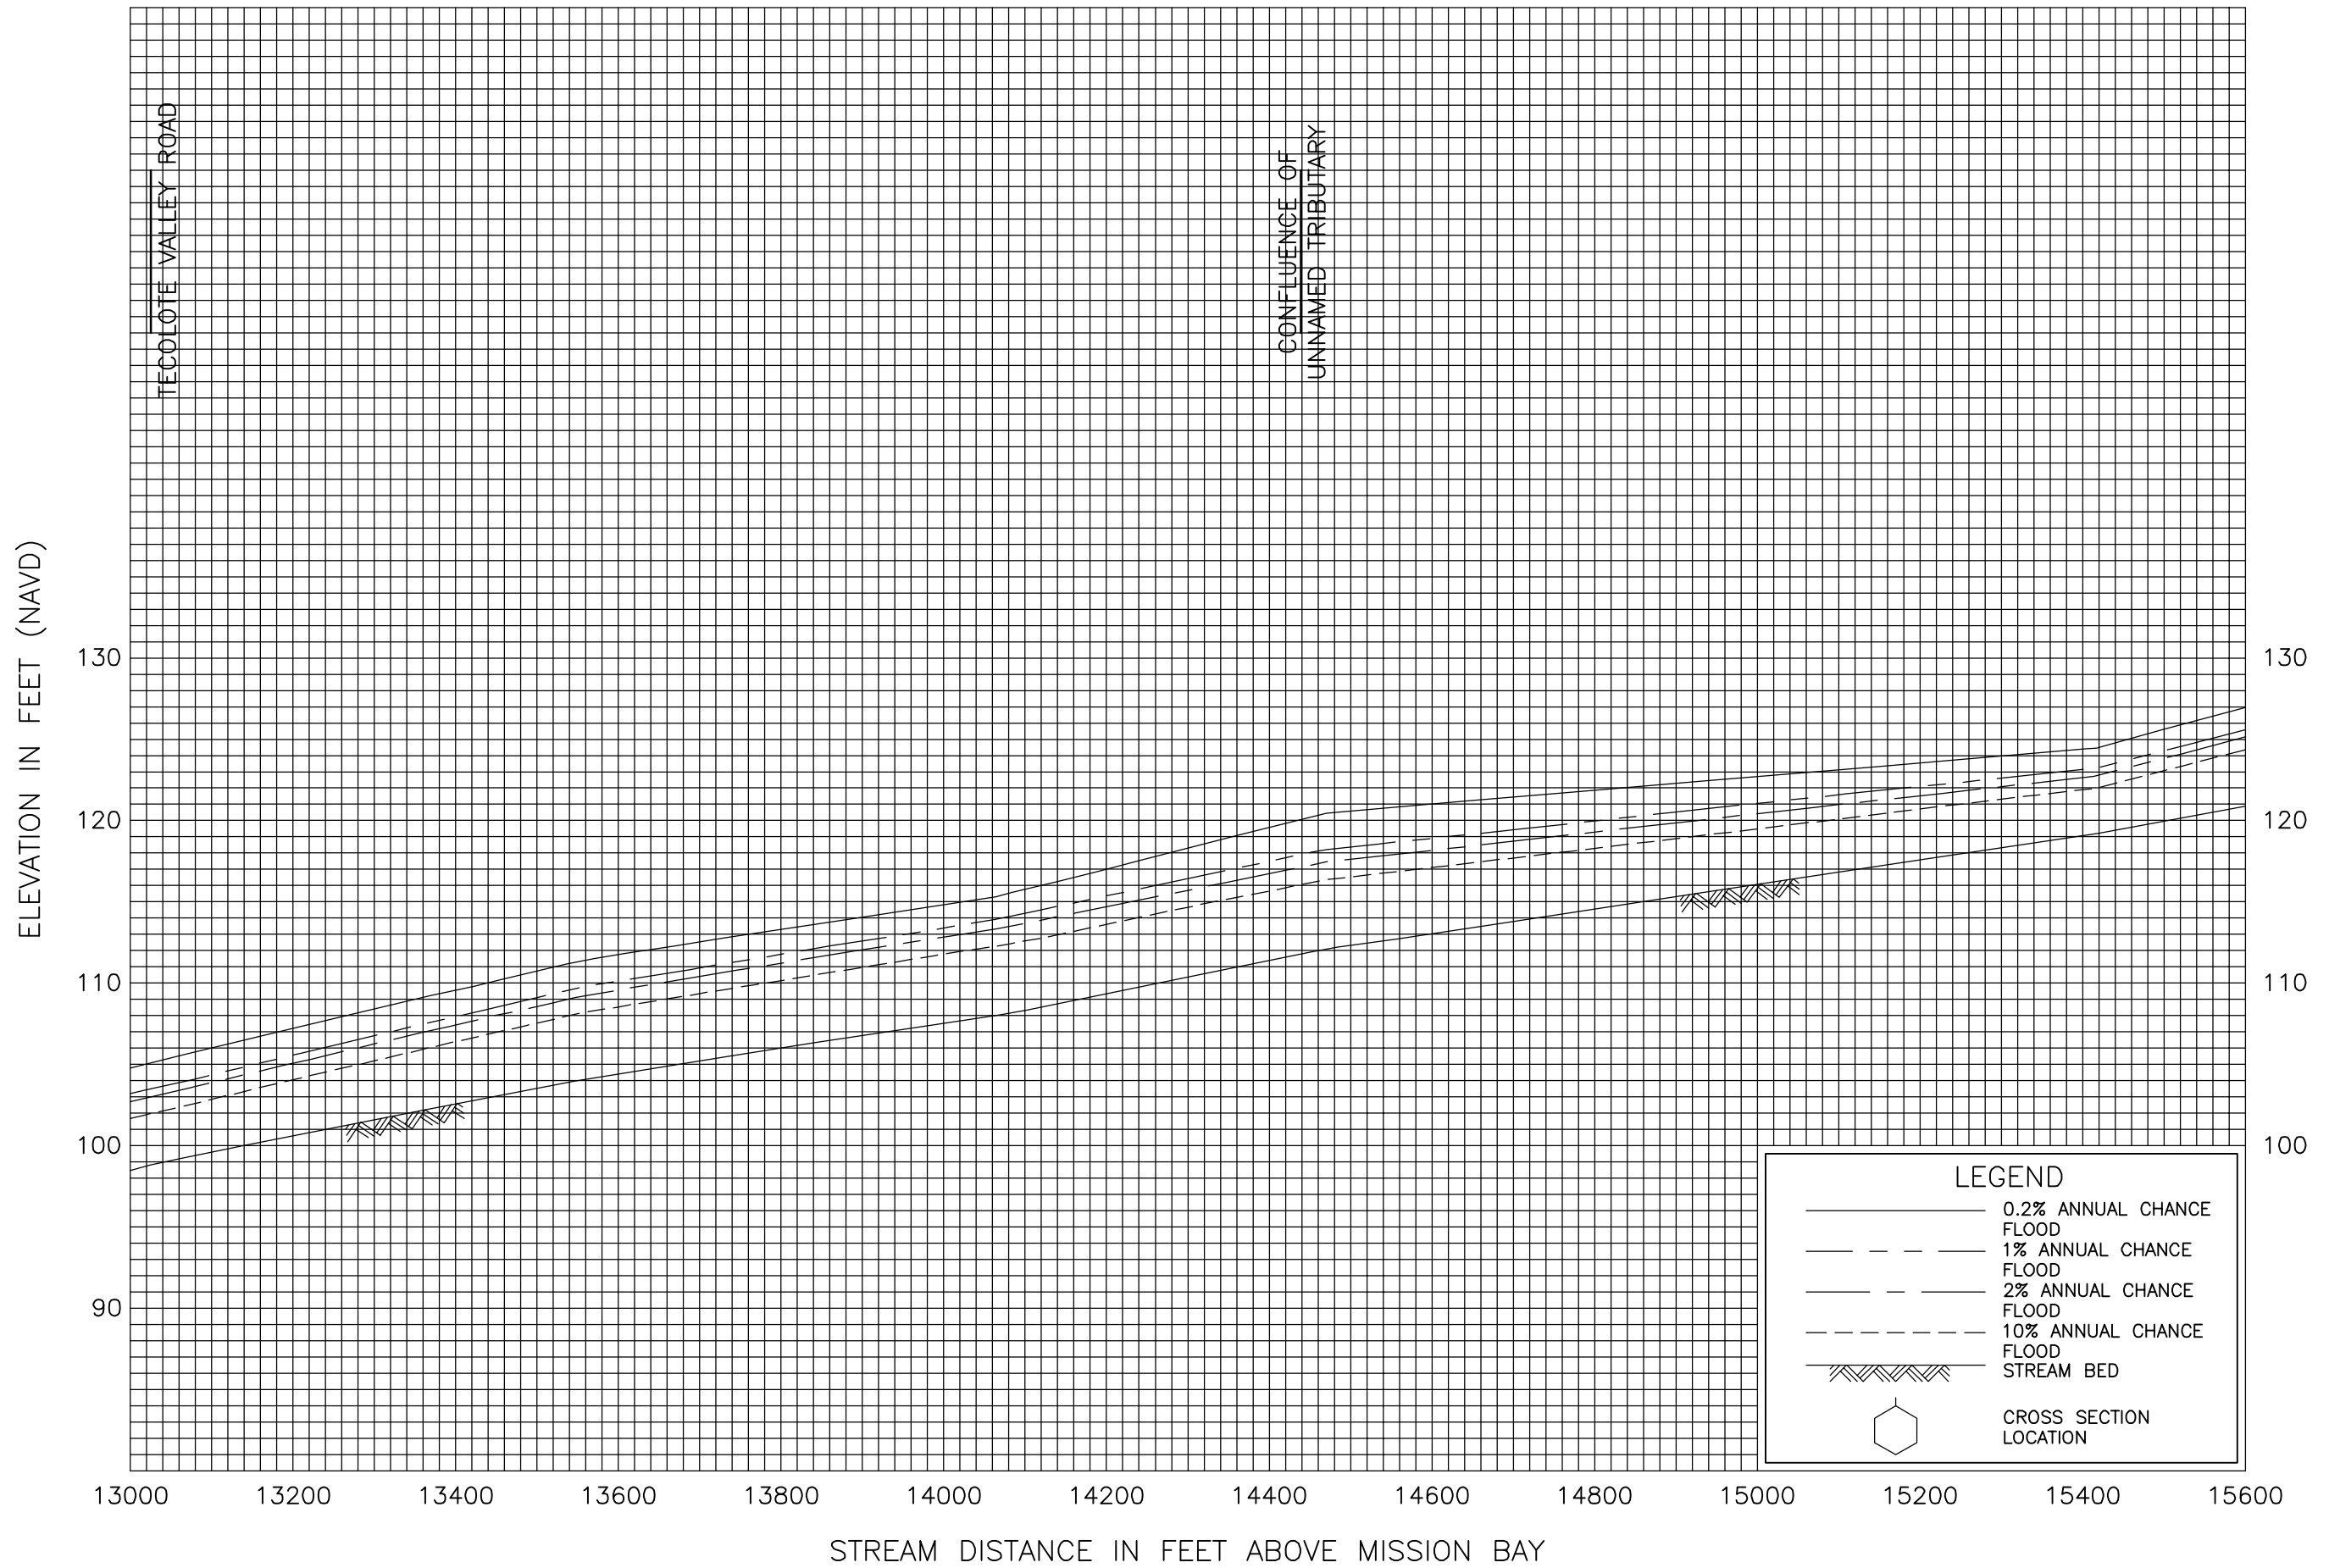 TECOLOTE VALLEY ROAD
CONFLUENCE OF
UNNAMED TRIBUTARY
ELEVATION IN FEET (NAVD)
130
120
110
100
90
130
120
110
100
LEGEND
0.2% ANNUAL CHANCE
FLOOD
1% ANNUAL CHANCE
FLOOD
2% ANNUAL CHANCE
FLOOD
10% ANNUAL CHANCE
FLOOD
STREAM BED
CROSS SECTION
LOCATION
13000 13200 13400 13600 13800 14000 14200 14400 14600 14800 15000 15200 15400 15600
STREAM DISTANCE IN FEET ABOVE MISSION BAY